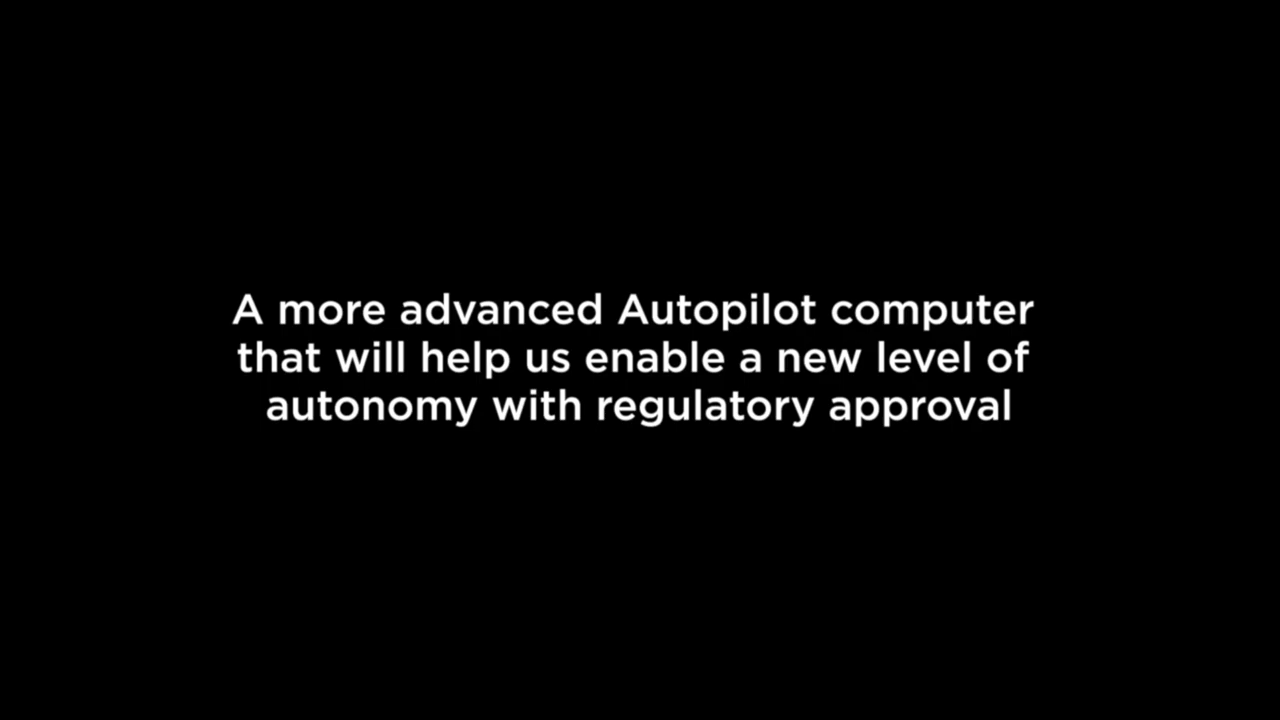 A more advanced Autopilot computer
that will help us enable a new level of
autonomy with regulatory approval